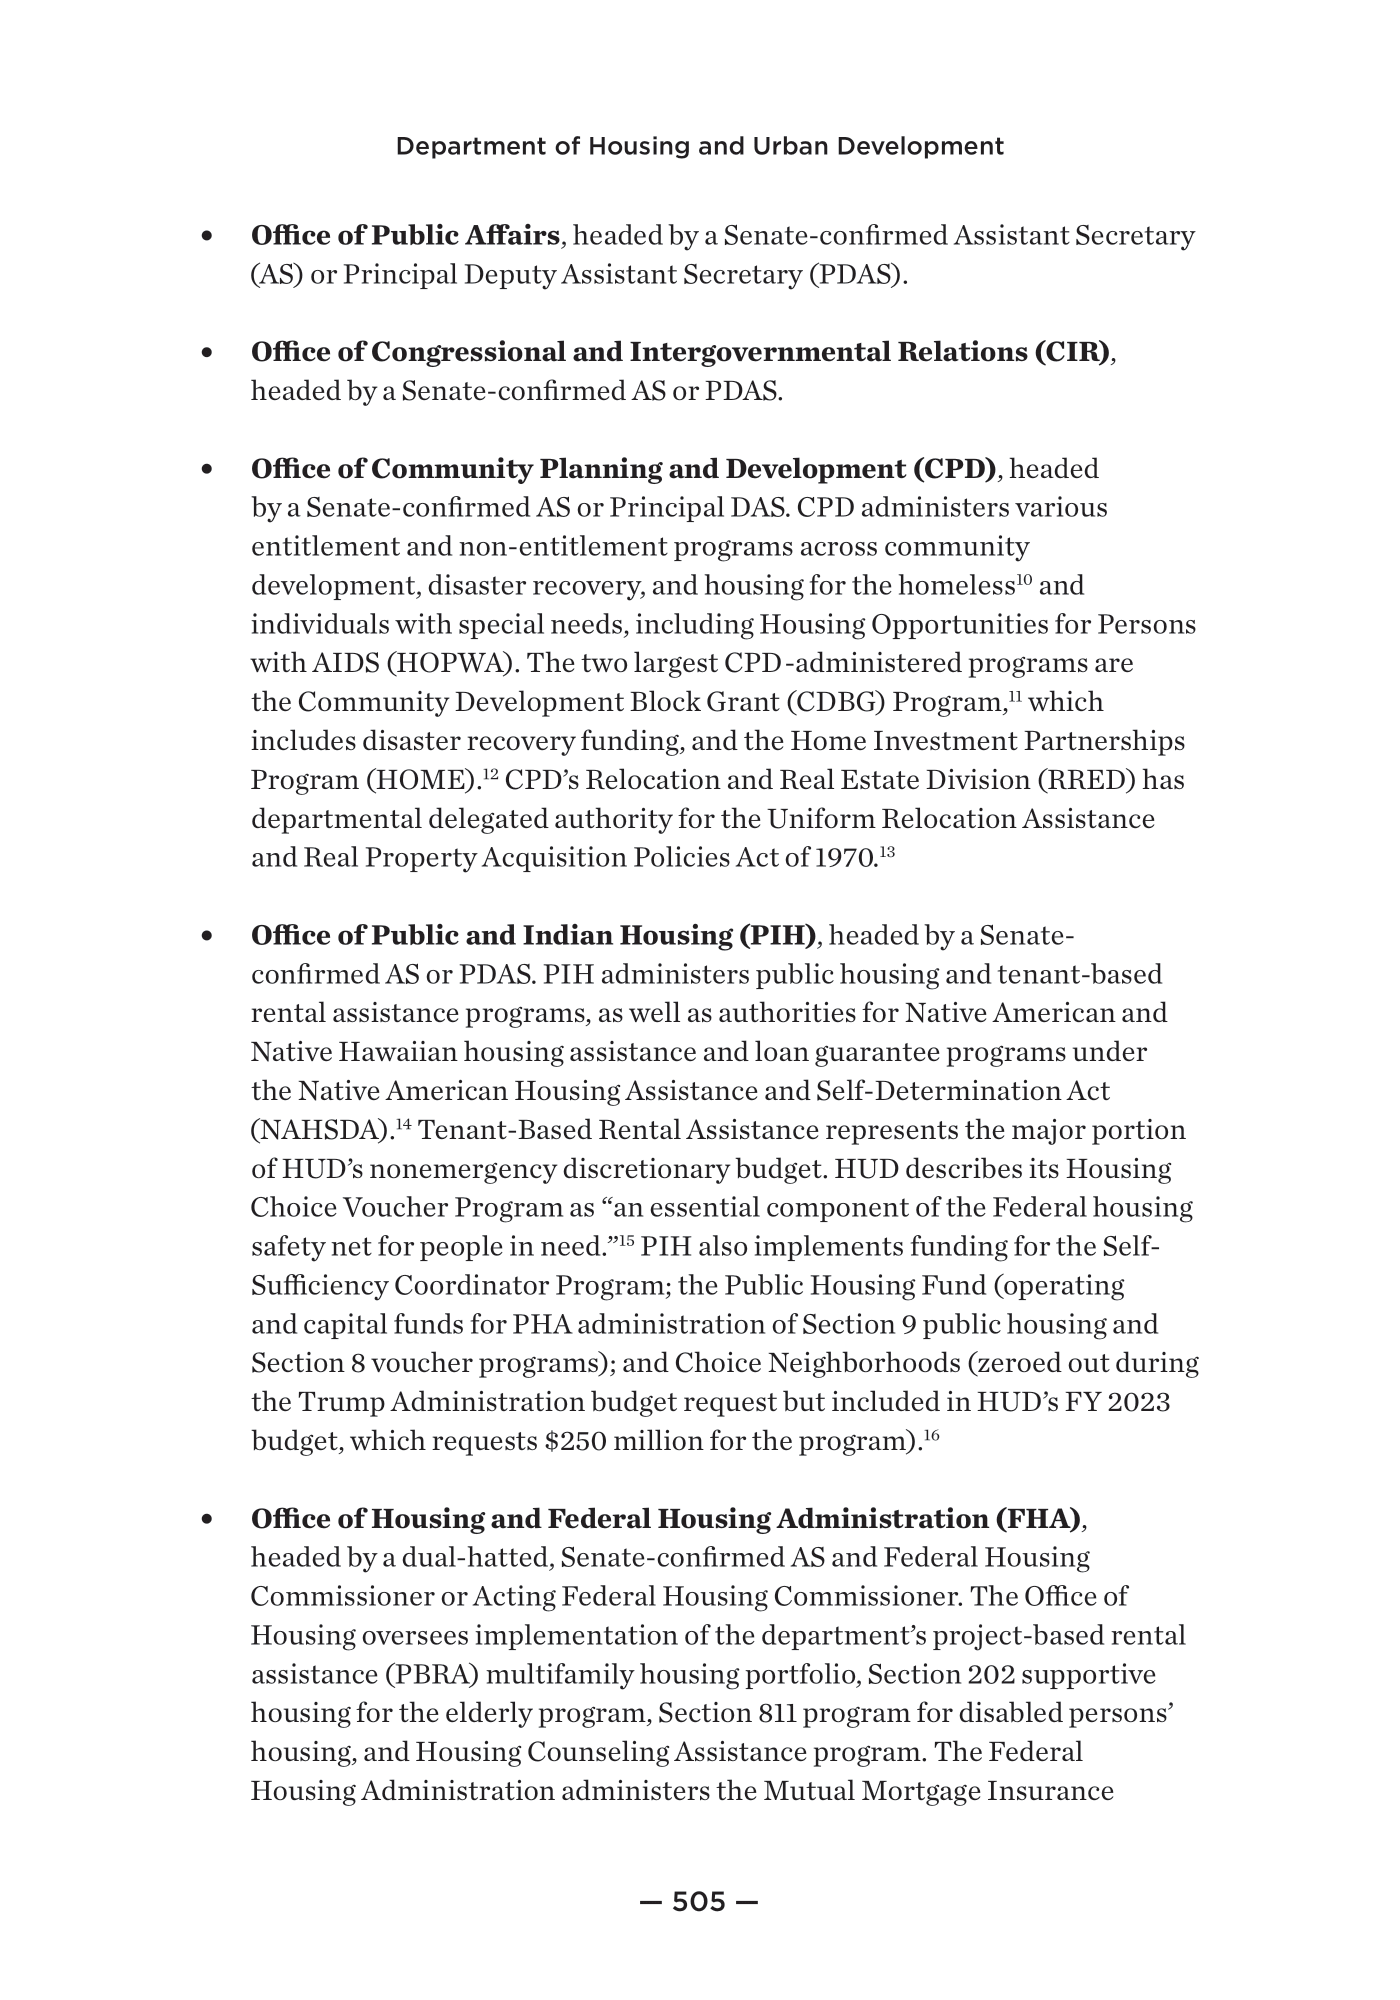 Department of Housing and Urban Development
• Office of Public Affairs, headed by a Senate-confirmed Assistant Secretary
(AS) or Principal Deputy Assistant Secretary (PDAS).
• Office of Congressional and Intergovernmental Relations (CIR),
headed by a Senate-confirmed AS or PDAS.
• Office of Community Planning and Development (CPD), headed
by a Senate-confirmed AS or Principal DAS. CPD administers various
entitlement and non-entitlement programs across community
development, disaster recovery, and housing for the homeless¹⁰ and
individuals with special needs, including Housing Opportunities for Persons
with AIDS (HOPWA). The two largest CPD-administered programs are
the Community Development Block Grant (CDBG) Program,¹¹ which
includes disaster recovery funding, and the Home Investment Partnerships
Program (HOME).¹² CPD’s Relocation and Real Estate Division (RRED) has
departmental delegated authority for the Uniform Relocation Assistance
and Real Property Acquisition Policies Act of 1970.¹³
• Office of Public and Indian Housing (PIH), headed by a Senate-
confirmed AS or PDAS. PIH administers public housing and tenant-based
rental assistance programs, as well as authorities for Native American and
Native Hawaiian housing assistance and loan guarantee programs under
the Native American Housing Assistance and Self-Determination Act
(NAHSDA).¹⁴ Tenant-Based Rental Assistance represents the major portion
of HUD’s nonemergency discretionary budget. HUD describes its Housing
Choice Voucher Program as “an essential component of the Federal housing
safety net for people in need.”¹⁵ PIH also implements funding for the Self-
Sufficiency Coordinator Program; the Public Housing Fund (operating
and capital funds for PHA administration of Section 9 public housing and
Section 8 voucher programs); and Choice Neighborhoods (zeroed out during
the Trump Administration budget request but included in HUD’s FY 2023
budget, which requests $250 million for the program).¹⁶
• Office of Housing and Federal Housing Administration (FHA),
headed by a dual-hatted, Senate-confirmed AS and Federal Housing
Commissioner or Acting Federal Housing Commissioner. The Office of
Housing oversees implementation of the department’s project-based rental
assistance (PBRA) multifamily housing portfolio, Section 202 supportive
housing for the elderly program, Section 811 program for disabled persons’
housing, and Housing Counseling Assistance program. The Federal
Housing Administration administers the Mutual Mortgage Insurance
— 505 —